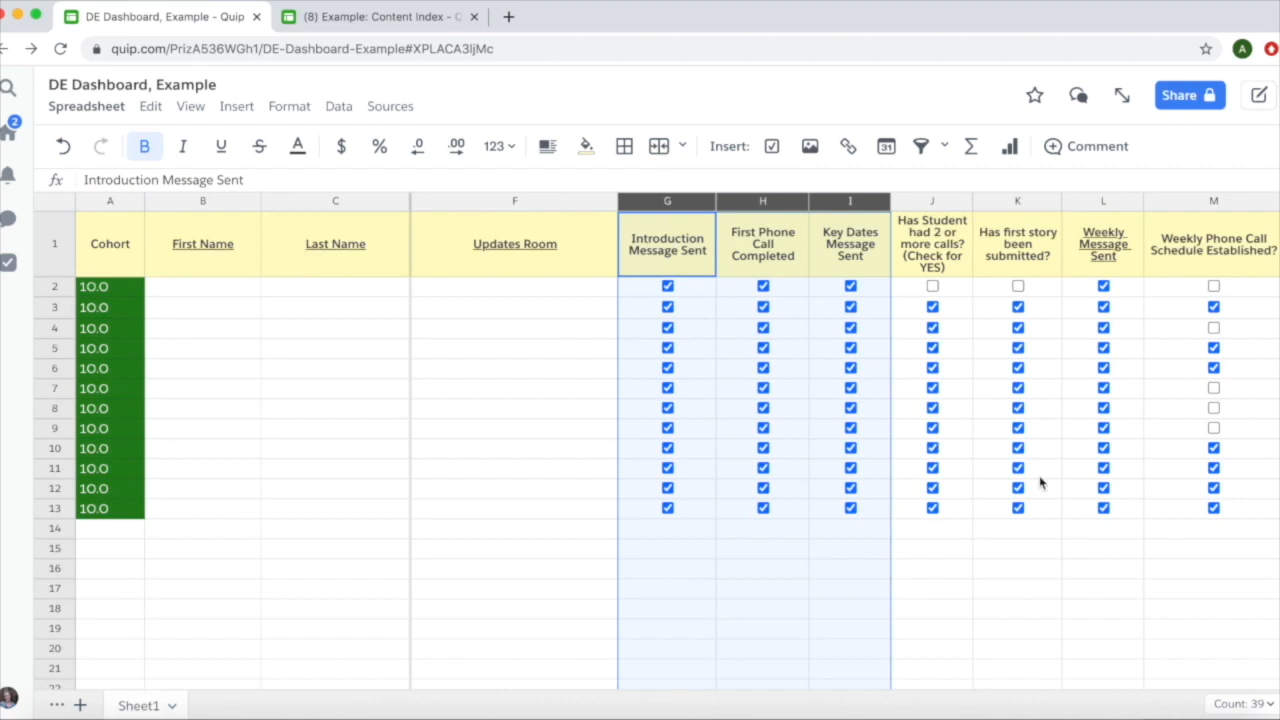 DE Dashboard, Example - Quip
(8) Example: Content Index - Q
quip.com/PrizA536WGh1/DE-Dashboard-Example#XPLACA3ljMc
A
DE Dashboard, Example
2
Share
Spreadsheet Edit View Insert Format Data Sources
B I U S A $ % .0 .00 123 Insert: 31 Σ Comment
fx Introduction Message Sent
A B C F G H I J K L M
1
Cohort
First Name
Last Name
Updates Room
Introduction
Message Sent
First Phone
Call
Completed
Key Dates
Message
Sent
Has Student
had 2 or
more calls?
(Check for
YES)
Has first story
been
submitted?
Weekly
Message
Sent
Weekly Phone Call
Schedule Established?
2 10.0
3 10.0
4 10.0
5 10.0
6 10.0
7 10.0
8 10.0
9 10.0
10 10.0
11 10.0
12 10.0
13 10.0
14
15
16
17
18
19
20
21
22
Sheet1
Count: 39